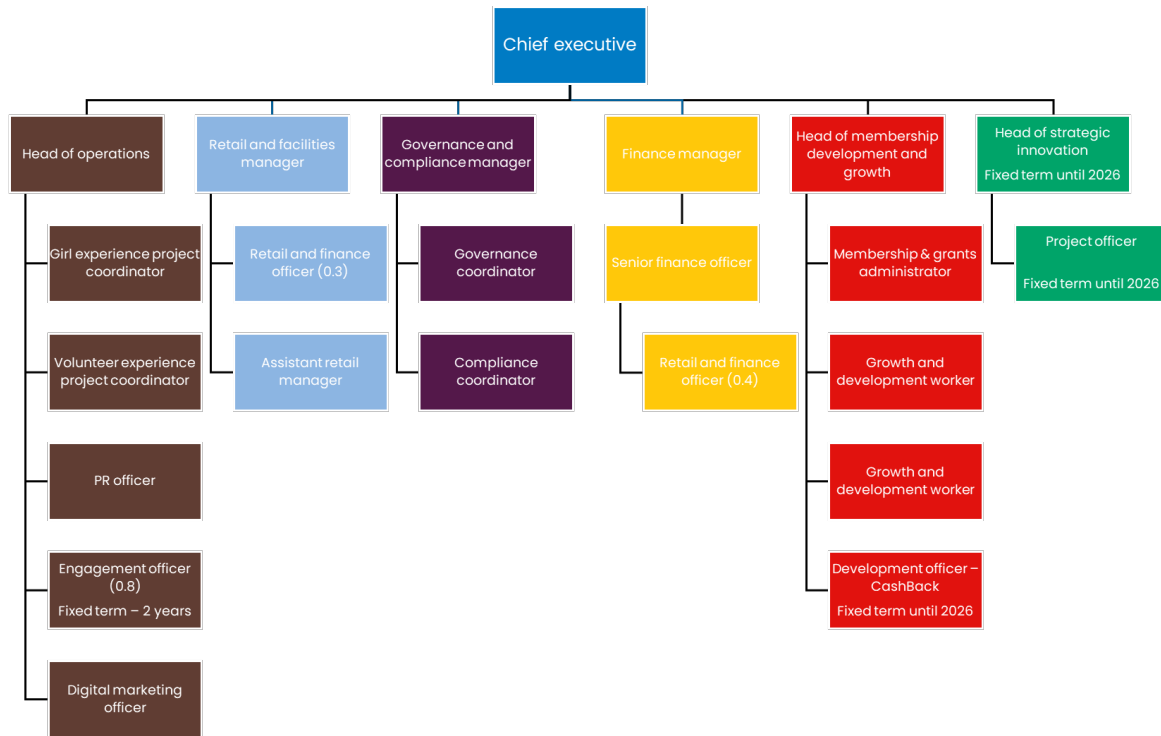 Chief executive
Head of operations
Retail and facilities
manager
Governance and
compliance manager
Finance manager
Head of membership
development and
growth
Head of strategic
innovation
Fixed term until 2026
Girl experience project
coordinator
Retail and finance
officer (0.3)
Governance
coordinator
Senior finance officer
Membership & grants
administrator
Project officer
Fixed term until 2026
Volunteer experience
project coordinator
Assistant retail
manager
Compliance
coordinator
Retail and finance
officer (0.4)
Growth and
development worker
PR officer
Growth and
development worker
Engagement officer
(0.8)
Fixed term – 2 years
Development officer –
CashBack
Fixed term until 2026
Digital marketing
officer